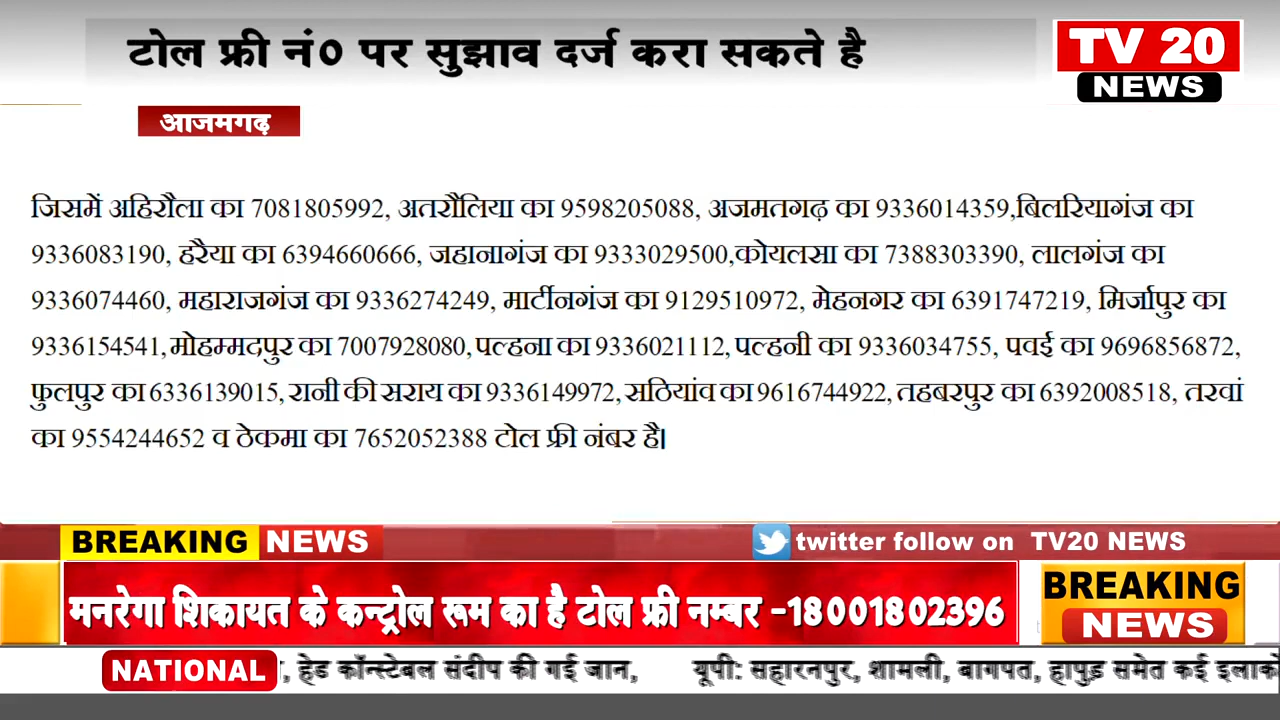 टोल फ्री नं0 पर सुझाव दर्ज करा सकते है
TV 20
NEWS
आजमगढ़
जिसमें अहिरौला का 7081805992, अतरौलिया का 9598205088, अजमतगढ़ का 9336014359,बिलरियागंज का
9336083190, हरैया का 6394660666, जहानागंज का 9333029500,कोयलसा का 7388303390, लालगंज का
9336074460, महाराजगंज का 9336274249, मार्टीनगंज का 9129510972, मेहनगर का 6391747219, मिर्जापुर का
9336154541, मोहम्मदपुर का 7007928080, पल्हना का 9336021112, पल्हनी का 9336034755, पवई का 9696856872,
फुलपुर का 6336139015, रानी की सराय का 9336149972, सठियांव का 9616744922, तहबरपुर का 6392008518, तरवां
का 9554244652 व ठेकमा का 7652052388 टोल फ्री नंबर है।
BREAKING NEWS
twitter follow on TV20 NEWS
मनरेगा शिकायत के कन्ट्रोल रूम का है टोल फ्री नम्बर -18001802396
BREAKING
NEWS
NATIONAL
, हेड कॉन्स्टेबल संदीप की गई जान, यूपी: सहारनपुर, शामली, बागपत, हापुड़ समेत कई इलाको